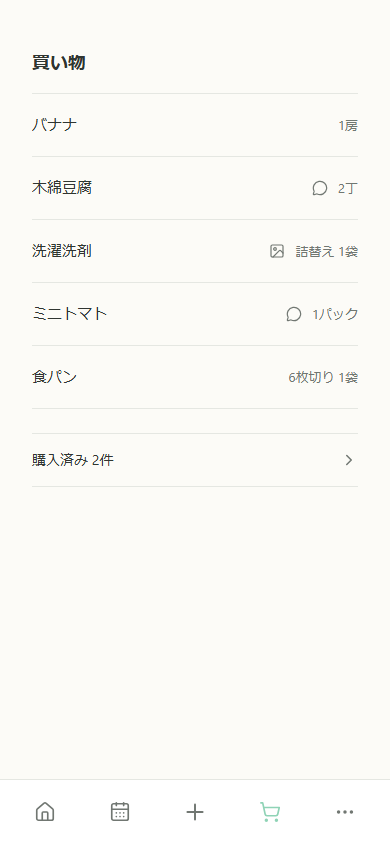 買い物
バナナ 1房
木綿豆腐 2丁
洗濯洗剤 詰替え 1袋
ミニトマト 1パック
食パン 6枚切り 1袋
購入済み 2件